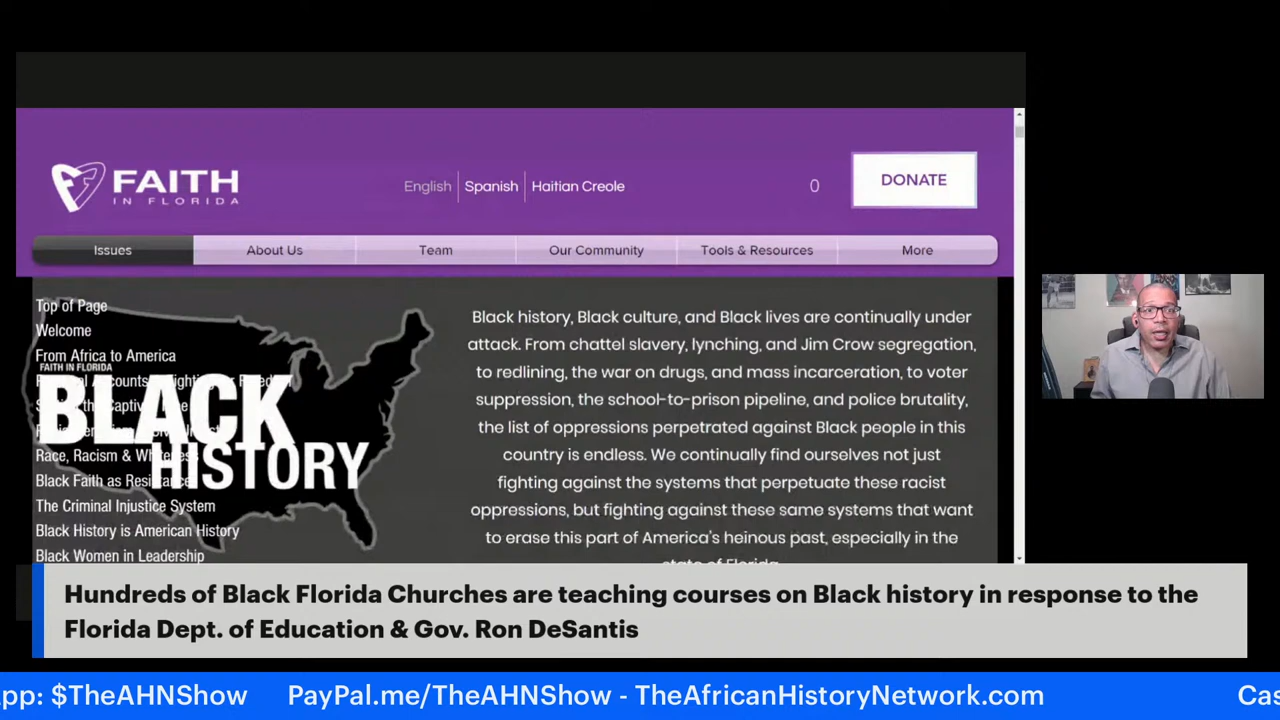 FAITH
IN FLORIDA
English
Spanish
Haitian Creole
0
DONATE
Issues
About Us
Team
Our Community
Tools & Resources
More
Top of Page
Welcome
From Africa to America
FAITH IN FLORIDA
BLACK
HISTORY
Race, Racism &
Black Faith as
The Criminal Injustice System
Black History is American History
Black Women in Leadership
Black history, Black culture, and Black lives are continually under
attack. From chattel slavery, lynching, and Jim Crow segregation,
to redlining, the war on drugs, and mass incarceration, to voter
suppression, the school-to-prison pipeline, and police brutality,
the list of oppressions perpetrated against Black people in this
country is endless. We continually find ourselves not just
fighting against the systems that perpetuate these racist
oppressions, but fighting against these same systems that want
to erase this part of America's heinous past, especially in the
state of Florida
Hundreds of Black Florida Churches are teaching courses on Black history in response to the
Florida Dept. of Education & Gov. Ron DeSantis
pp: $TheAHNShow PayPal.me/TheAHNShow - TheAfricanHistoryNetwork.com Cas